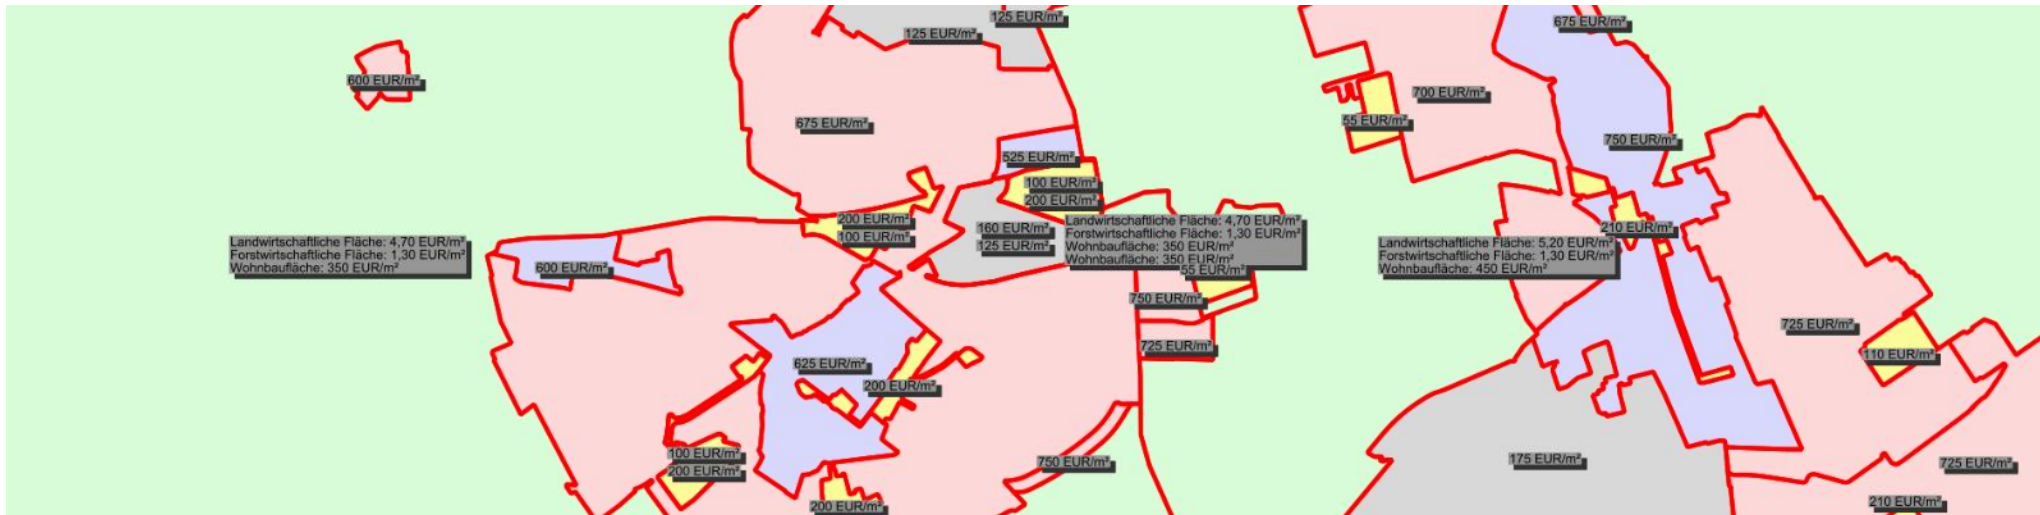 125 EUR/m²
125 EUR/m²
675 EUR/m²
600 EUR/m²
700 EUR/m²
55 EUR/m²
675 EUR/m²
750 EUR/m²
525 EUR/m²
100 EUR/m²
200 EUR/m²
200 EUR/m²
100 EUR/m²
160 EUR/m²
125 EUR/m²
Landwirtschaftliche Fläche: 4,70 EUR/m²
Forstwirtschaftliche Fläche: 1,30 EUR/m²
Wohnbaufläche: 350 EUR/m²
Wohnbaufläche: 350 EUR/m²
55 EUR/m²
210 EUR/m²
Landwirtschaftliche Fläche: 5,20 EUR/m²
Forstwirtschaftliche Fläche: 1,30 EUR/m²
Wohnbaufläche: 450 EUR/m²
Landwirtschaftliche Fläche: 4,70 EUR/m²
Forstwirtschaftliche Fläche: 1,30 EUR/m²
Wohnbaufläche: 350 EUR/m²
600 EUR/m²
750 EUR/m²
725 EUR/m²
725 EUR/m²
110 EUR/m²
625 EUR/m²
200 EUR/m²
100 EUR/m²
200 EUR/m²
750 EUR/m²
175 EUR/m²
725 EUR/m²
200 EUR/m²
210 EUR/m²